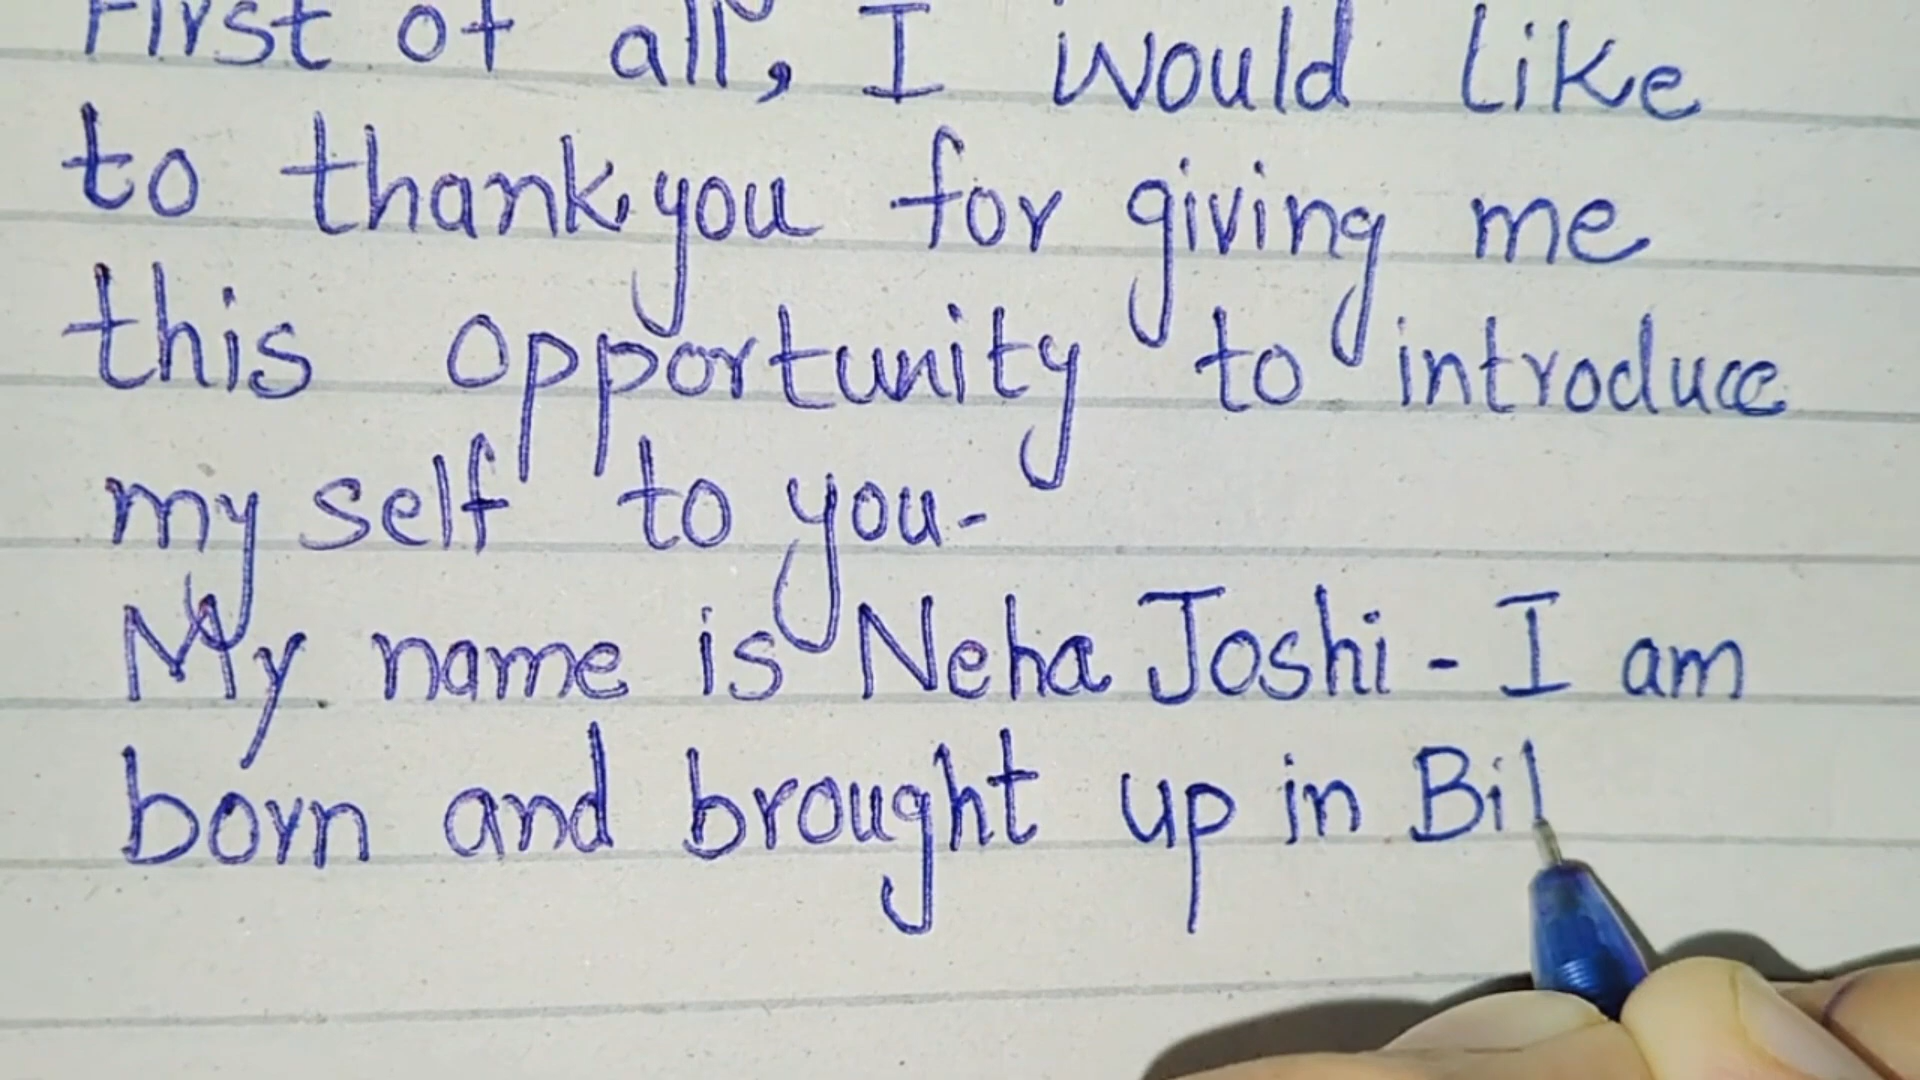 First of all, I would like
to thank you for giving me
this opportunity to introduce
my self to you-
My name is Neha Joshi - I am
born and brought up in Bil